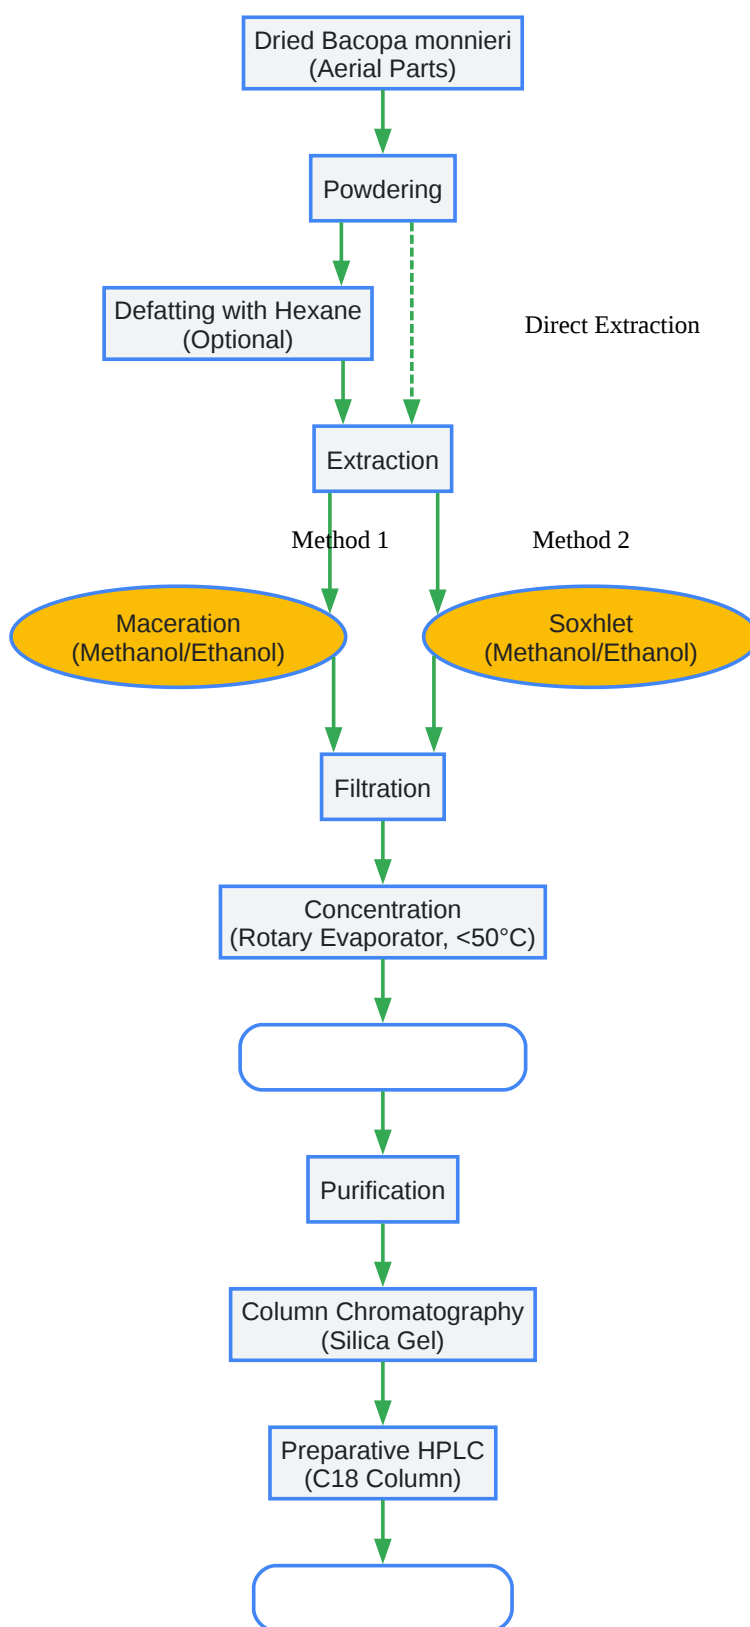 Dried Bacopa monnieri
(Aerial Parts)
Powdering
Defatting with Hexane
(Optional)
Direct Extraction
Extraction
Method 1
Method 2
Maceration
(Methanol/Ethanol)
Soxhlet
(Methanol/Ethanol)
Filtration
Concentration
(Rotary Evaporator, <50°C)
Purification
Column Chromatography
(Silica Gel)
Preparative HPLC
(C18 Column)